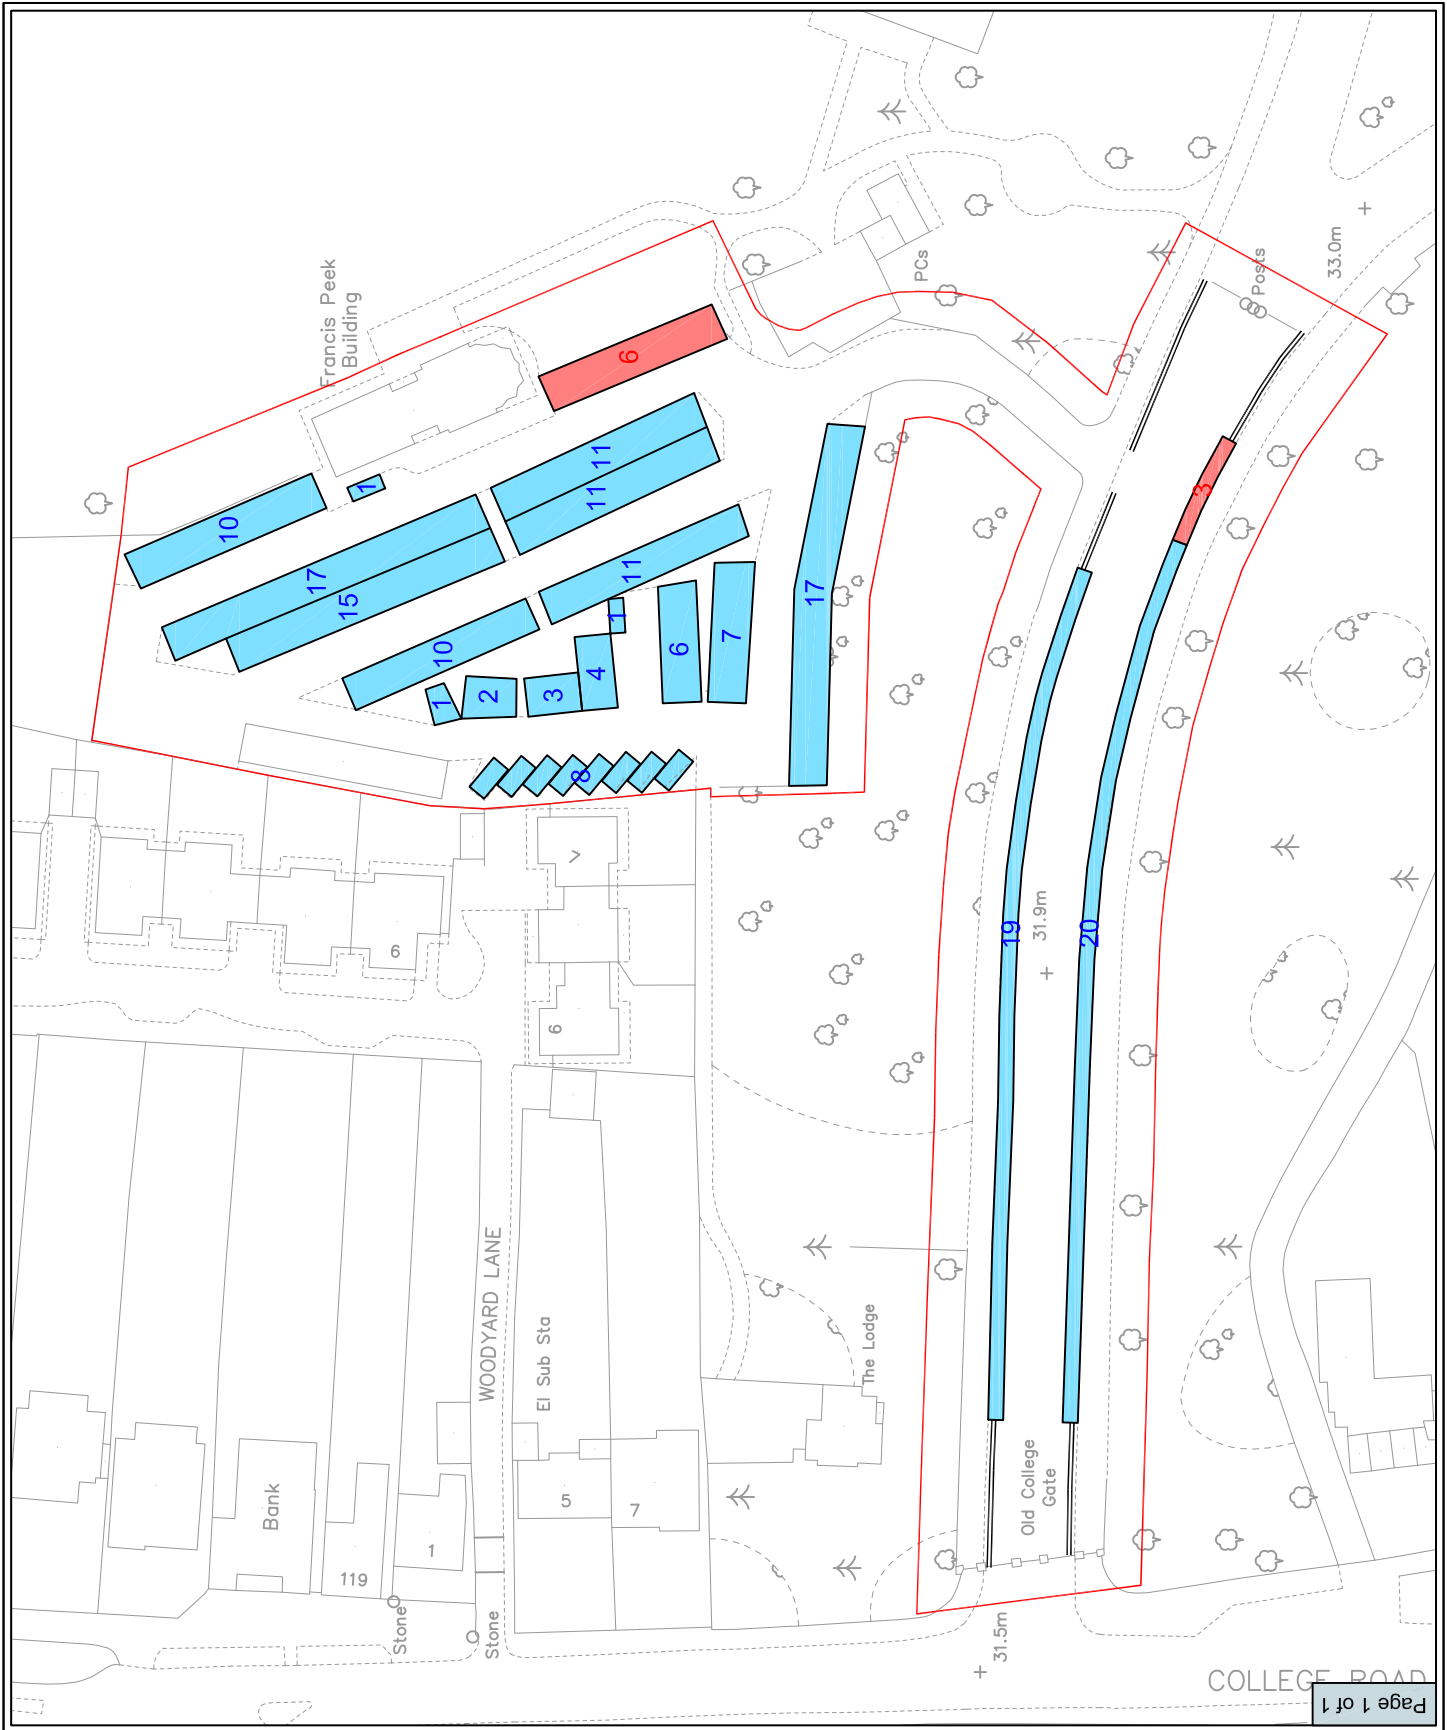 Francis Peek
Building
PCs
Posts
33.0m
6
10
1
11
11
17
15
3
11
10
1
17
6
7
4
3
2
1
8
6
6
19
31.9m
20
WOODYARD LANE
El Sub Sta
The Lodge
Bank
119
1
5
7
Old College
Gate
Stone
Stone
31.5m
COLLEGE ROAD
Page 1 of 1